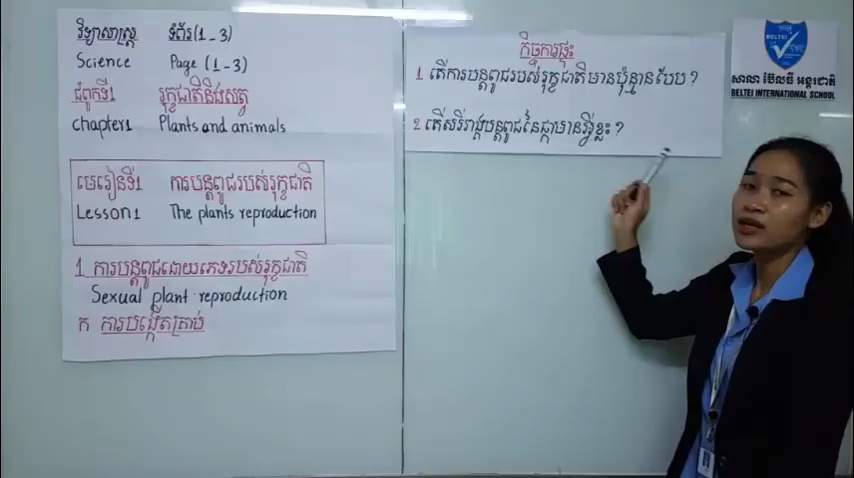 វិទ្យាសាស្ត្រ ទំព័រ (1-3)
Science Page (1-3)
ជំពូកទី1 រុក្ខជាតិនិងសត្វ
chapter1 Plants and animals
មេរៀនទី1 ការបន្តពូជរបស់រុក្ខជាតិ
Lesson1 The plants reproduction
1 ការបន្តពូជដោយភេទរបស់រុក្ខជាតិ
Sexual plant reproduction
ក ការបង្កើតគ្រាប់
កិច្ចការផ្ទះ
1 តើការបន្តពូជរបស់រុក្ខជាតិមានប៉ុន្មានបែប?
2 តើសរីរាង្គបន្តពូជនៃផ្កាមានអ្វីខ្លះ?
BELTEI
សាលា ប៊ែលធី អន្តរជាតិ
BELTEI INTERNATIONAL SCHOOL